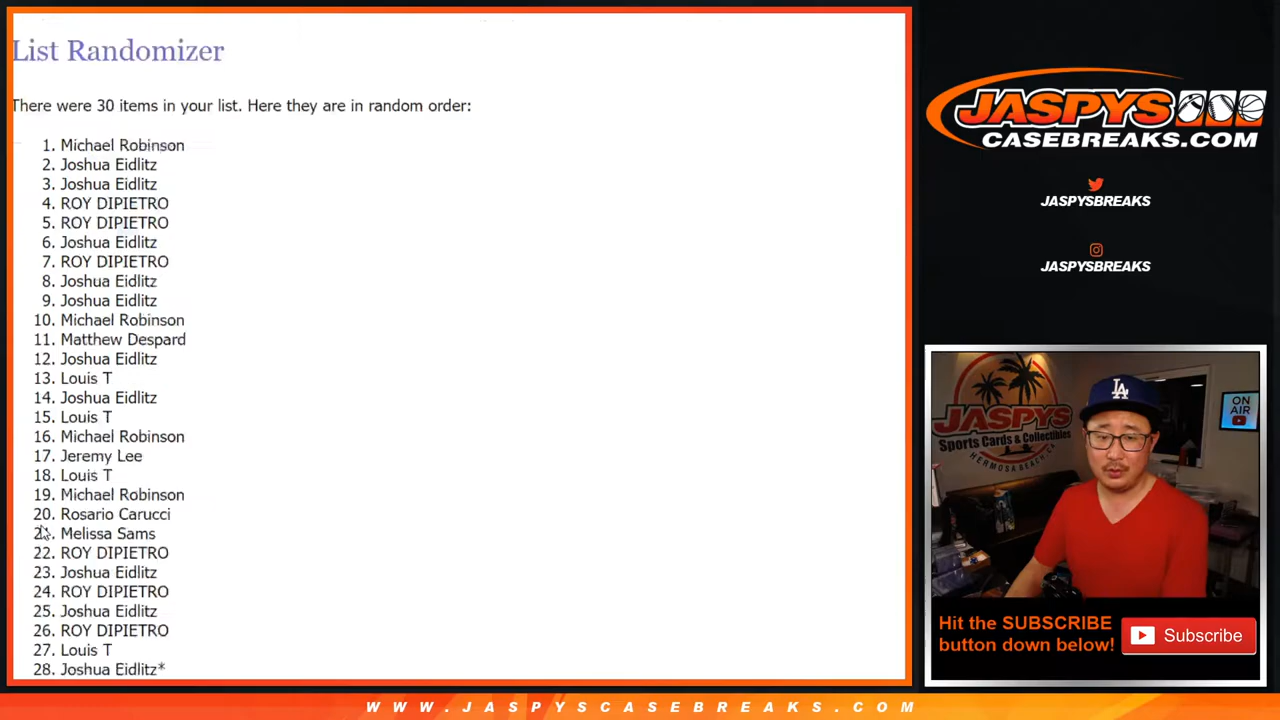 List Randomizer
There were 30 items in your list. Here they are in random order:
1. Michael Robinson
2. Joshua Eidlitz
3. Joshua Eidlitz
4. ROY DIPIETRO
5. ROY DIPIETRO
6. Joshua Eidlitz
7. ROY DIPIETRO
8. Joshua Eidlitz
9. Joshua Eidlitz
10. Michael Robinson
11. Matthew Despard
12. Joshua Eidlitz
13. Louis T
14. Joshua Eidlitz
15. Louis T
16. Michael Robinson
17. Jeremy Lee
18. Louis T
19. Michael Robinson
20. Rosario Carucci
Melissa Sams
22. ROY DIPIETRO
23. Joshua Eidlitz
24. ROY DIPIETRO
25. Joshua Eidlitz
26. ROY DIPIETRO
27. Louis T
28. Joshua Eidlitz*
JASPYS
CASEBREAKS.COM
JASPYSBREAKS
JASPYSBREAKS
JASPYS
Sports Cards & Collectibles
HERMOSA BEACH, CA
LA
ON
AIR
Hit the SUBSCRIBE
button down below!
Subscribe
WWW.JASPYSCASEBREAKS.COM